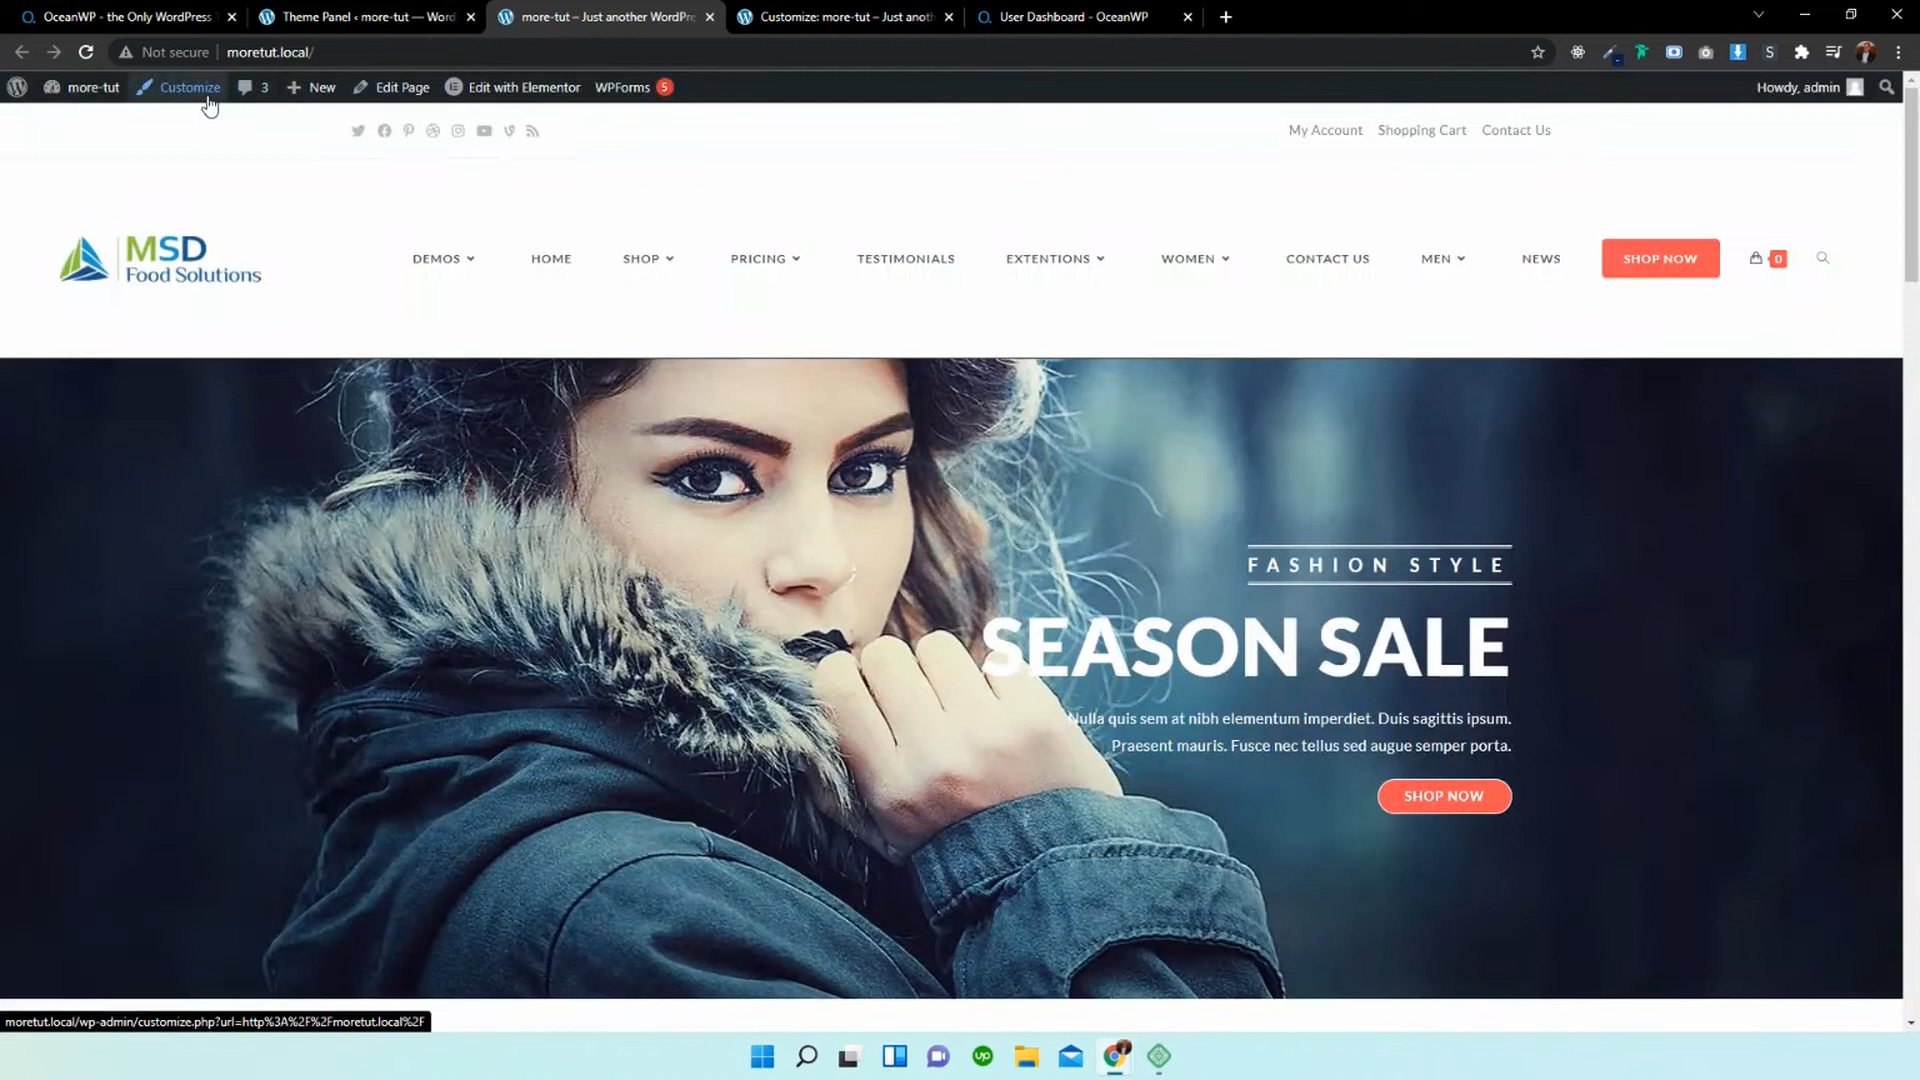 OceanWP - the Only WordPress T
Theme Panel ‹ more-tut — Word
more-tut – Just another WordPre
Customize: more-tut – Just anoth
User Dashboard - OceanWP
Not secure
moretut.local/
more-tut
Customize
3
New
Edit Page
Edit with Elementor
WPForms 5
Howdy, admin
My Account
Shopping Cart
Contact Us
MSD
Food Solutions
DEMOS
HOME
SHOP
PRICING
TESTIMONIALS
EXTENTIONS
WOMEN
CONTACT US
MEN
NEWS
SHOP NOW
0
FASHION STYLE
SEASON SALE
Nulla quis sem at nibh elementum imperdiet. Duis sagittis ipsum.
Praesent mauris. Fusce nec tellus sed augue semper porta.
SHOP NOW
moretut.local/wp-admin/customize.php?url=http%3A%2F%2Fmoretut.local%2F
up